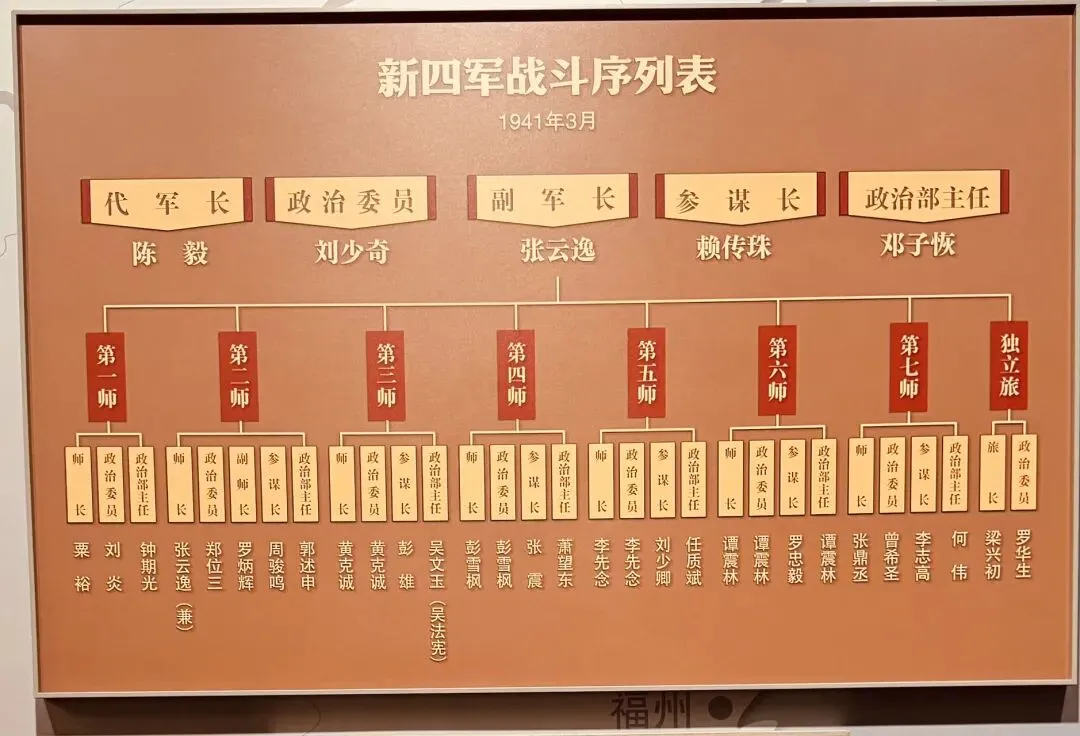 新四军战斗序列表
1941年3月
代军长 政治委员 副军长 参谋长 政治部主任
陈毅 刘少奇 张云逸 赖传珠 邓子恢
第一师 第二师 第三师 第四师 第五师 第六师 第七师 独立旅
师长 政治委员 政治部主任 师长 政治委员 副师长 参谋长 政治部主任 师长 政治委员 参谋长 政治部主任 师长 政治委员 参谋长 政治部主任 师长 政治委员 参谋长 政治部主任 师长 政治委员 参谋长 政治部主任 师长 政治委员 参谋长 政治部主任 旅长 政治委员
粟裕 刘炎 钟期光 张云逸（兼） 郑位三 罗炳辉 周骏鸣 郭述申 黄克诚 黄克诚 彭雄 吴文玉（吴法宪） 彭雪枫 彭雪枫 张震 萧望东 李先念 李先念 刘少卿 任质斌 谭震林 谭震林 罗忠毅 谭震林 张鼎丞 曾希圣 李志高 何伟 梁兴初 罗华生
福州